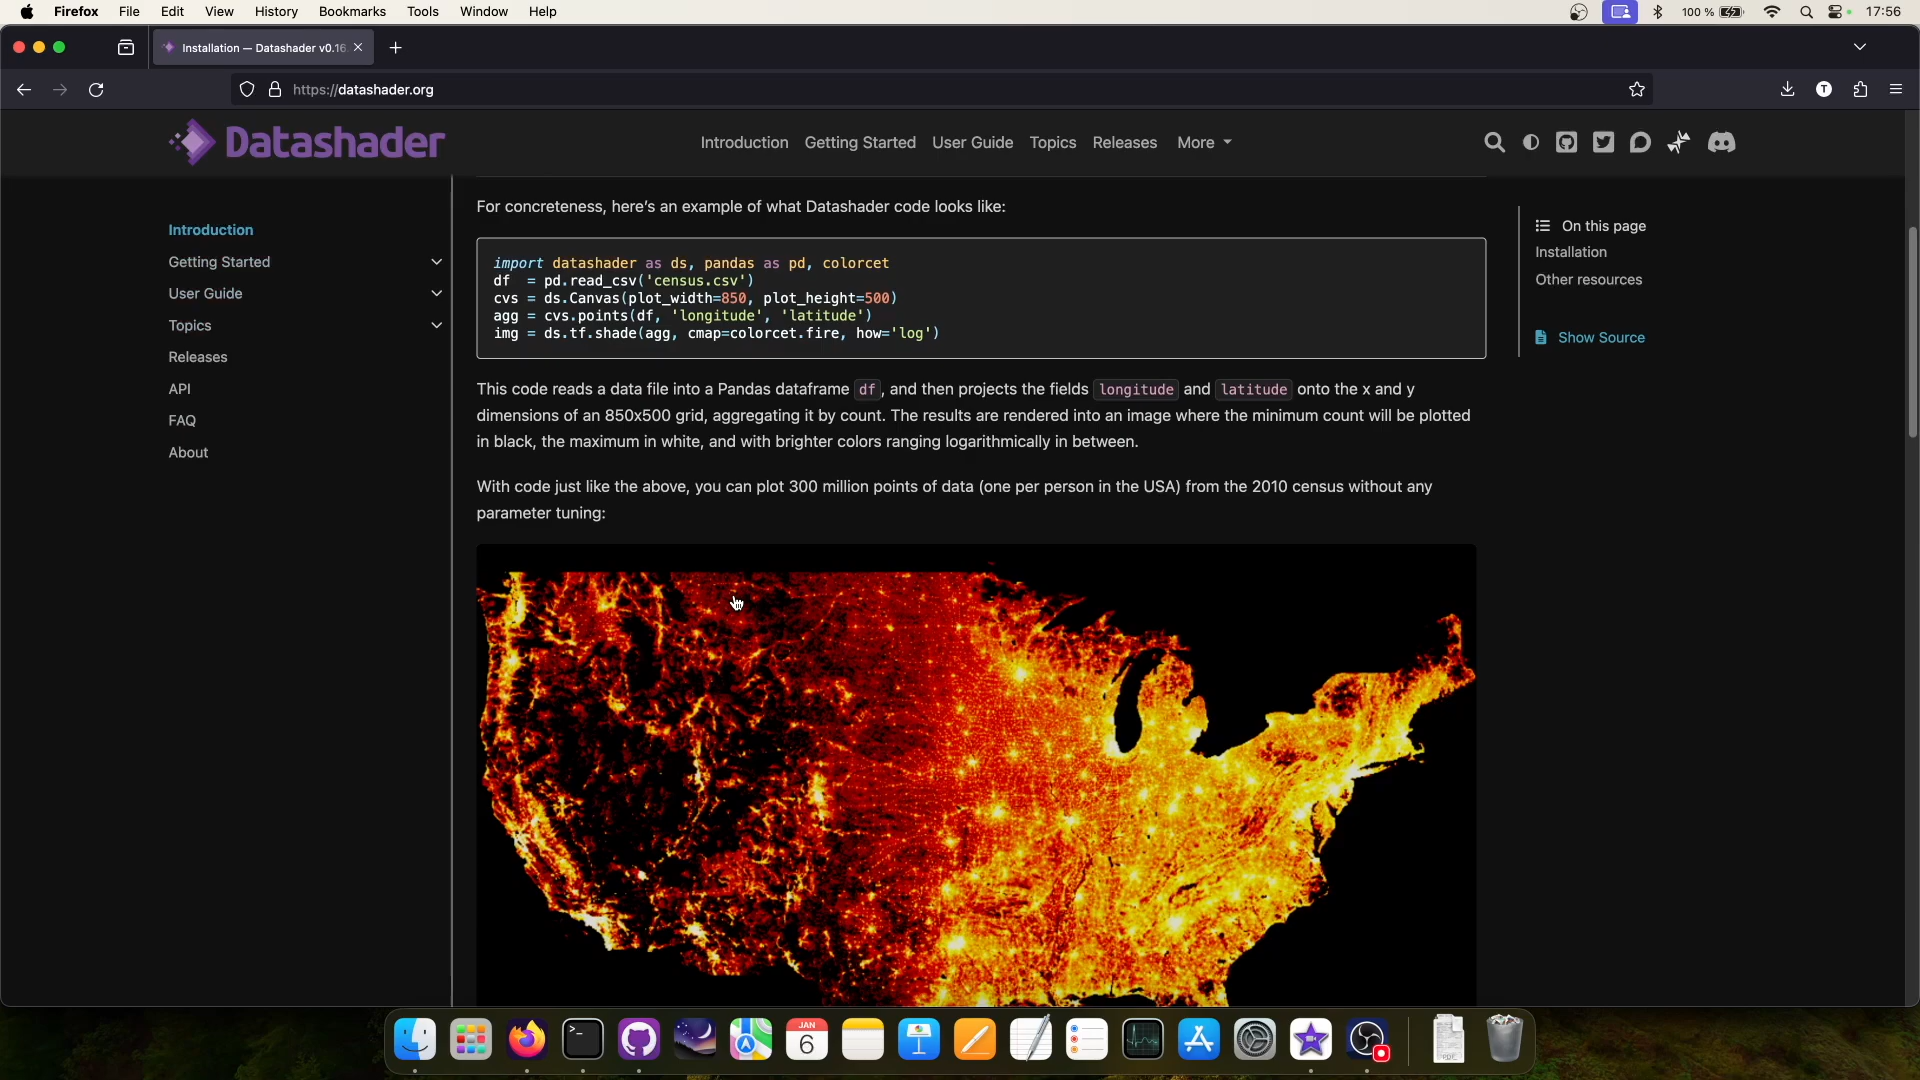 Firefox File Edit View History Bookmarks Tools Window Help 100 % 17:56
Installation — Datashader v0.16.
https://datashader.org
T
Datashader
Introduction Getting Started User Guide Topics Releases More
Introduction
Getting Started
User Guide
Topics
Releases
API
FAQ
About
For concreteness, here's an example of what Datashader code looks like:
import datashader as ds, pandas as pd, colorcet
df  = pd.read_csv('census.csv')
cvs = ds.Canvas(plot_width=850, plot_height=500)
agg = cvs.points(df, 'longitude', 'latitude')
img = ds.tf.shade(agg, cmap=colorcet.fire, how='log')
This code reads a data file into a Pandas dataframe df, and then projects the fields longitude and latitude onto the x and y
dimensions of an 850x500 grid, aggregating it by count. The results are rendered into an image where the minimum count will be plotted
in black, the maximum in white, and with brighter colors ranging logarithmically in between.
With code just like the above, you can plot 300 million points of data (one per person in the USA) from the 2010 census without any
parameter tuning:
On this page
Installation
Other resources
Show Source
JAN
6